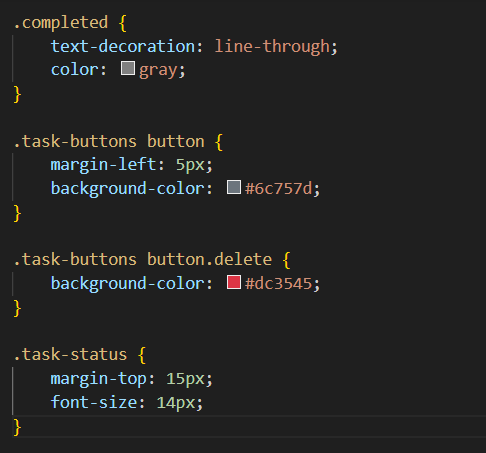 .completed {
    text-decoration: line-through;
    color: gray;
}

.task-buttons button {
    margin-left: 5px;
    background-color: #6c757d;
}

.task-buttons button.delete {
    background-color: #dc3545;
}

.task-status {
    margin-top: 15px;
    font-size: 14px;
}